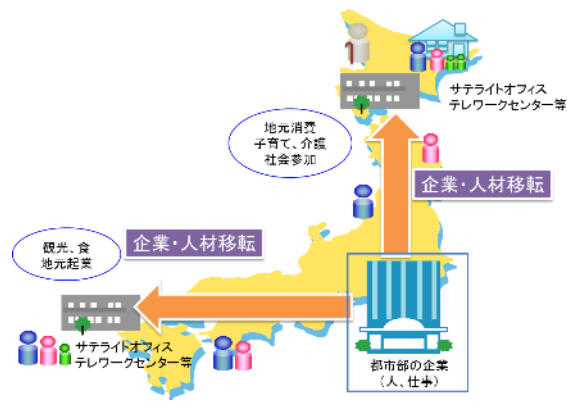 サテライトオフィス
テレワークセンター等
地元消費
子育て、介護
社会参加
企業・人材移転
観光、食
地元起業
企業・人材移転
サテライトオフィス
テレワークセンター等
都市部の企業
（人、仕事）